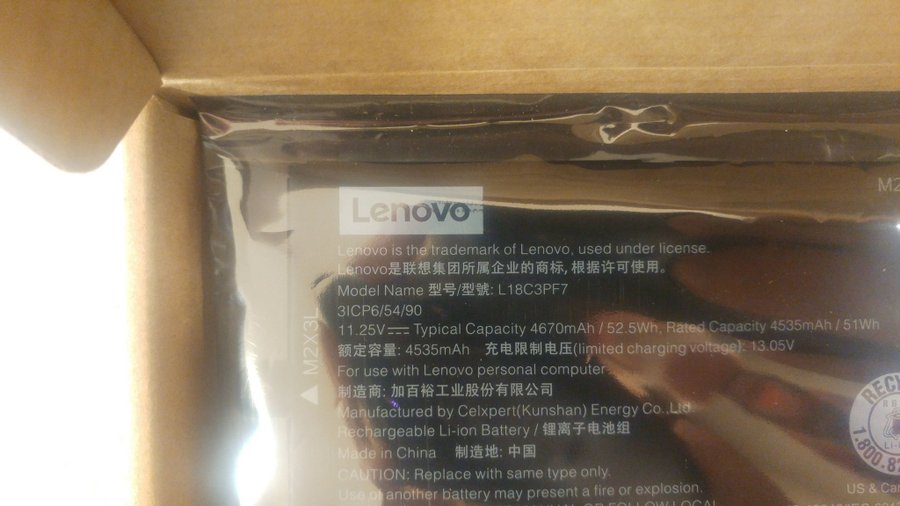 Lenovo
Lenovo is the trademark of Lenovo, used under license.
Lenovo是联想集团所属企业的商标, 根据许可使用。
Model Name 型号/型號: L18C3PF7
3ICP6/54/90
11.25V⎓ Typical Capacity 4670mAh / 52.5Wh, Rated Capacity 4535mAh / 51Wh
额定容量: 4535mAh 充电限制电压(limited charging voltage): 13.05V
For use with Lenovo personal computer
制造商: 加百裕工业股份有限公司
Manufactured by Celxpert(Kunshan) Energy Co.,Ltd
Rechargeable Li-ion Battery / 锂离子电池组
Made in China 制造地: 中国
CAUTION: Replace with same type only.
Use of another battery may present a fire or explosion.
M2X3L
M2
1.800.8
US & Ca